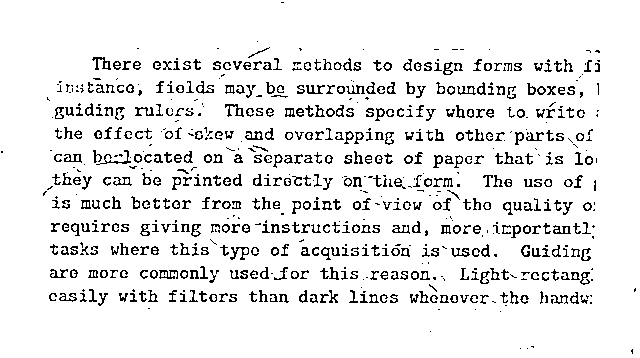 There exist several methods to design forms with fi
instance, fields may be surrounded by bounding boxes, l
guiding rulers. These methods specify where to write
the effect of skew and overlapping with other parts of
can be located on a separate sheet of paper that is lo
they can be printed directly on the form. The use of
is much better from the point of view of the quality o
requires giving more instructions and, more importantly
tasks where this type of acquisition is used. Guiding
are more commonly used for this reason. Light rectang
easily with filters than dark lines whenever the handw